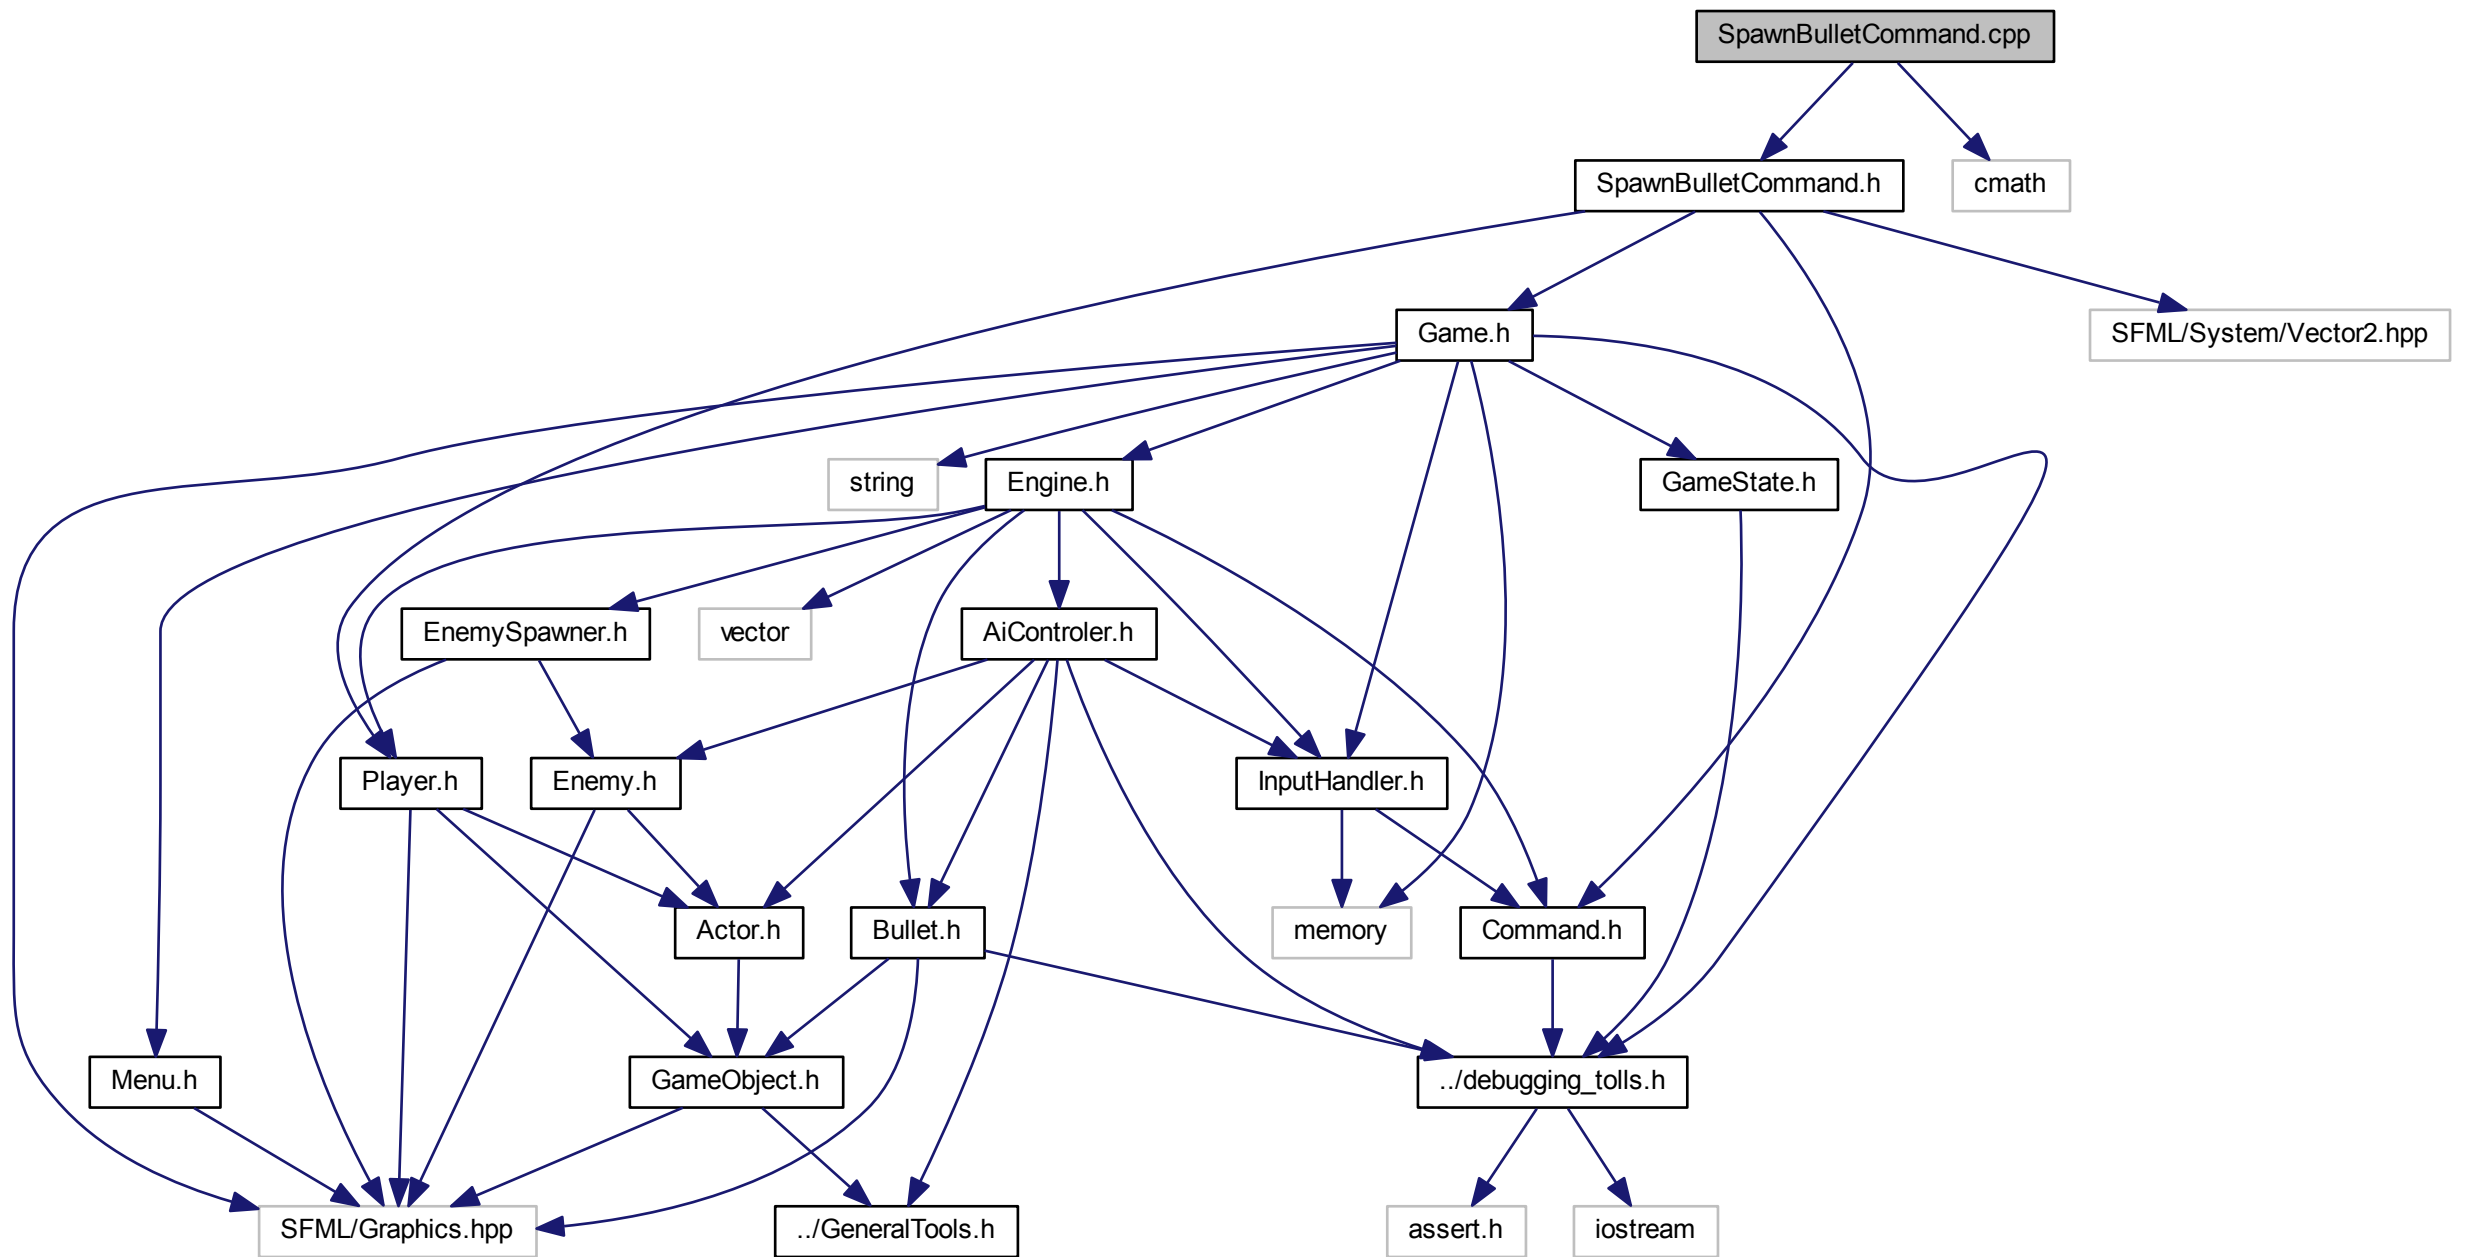 SpawnBulletCommand.cpp
SpawnBulletCommand.h
cmath
Game.h
SFML/System/Vector2.hpp
string
Engine.h
GameState.h
EnemySpawner.h
vector
AiControler.h
Player.h
Enemy.h
InputHandler.h
Actor.h
Bullet.h
memory
Command.h
Menu.h
GameObject.h
../debugging_tolls.h
SFML/Graphics.hpp
../GeneralTools.h
assert.h
iostream